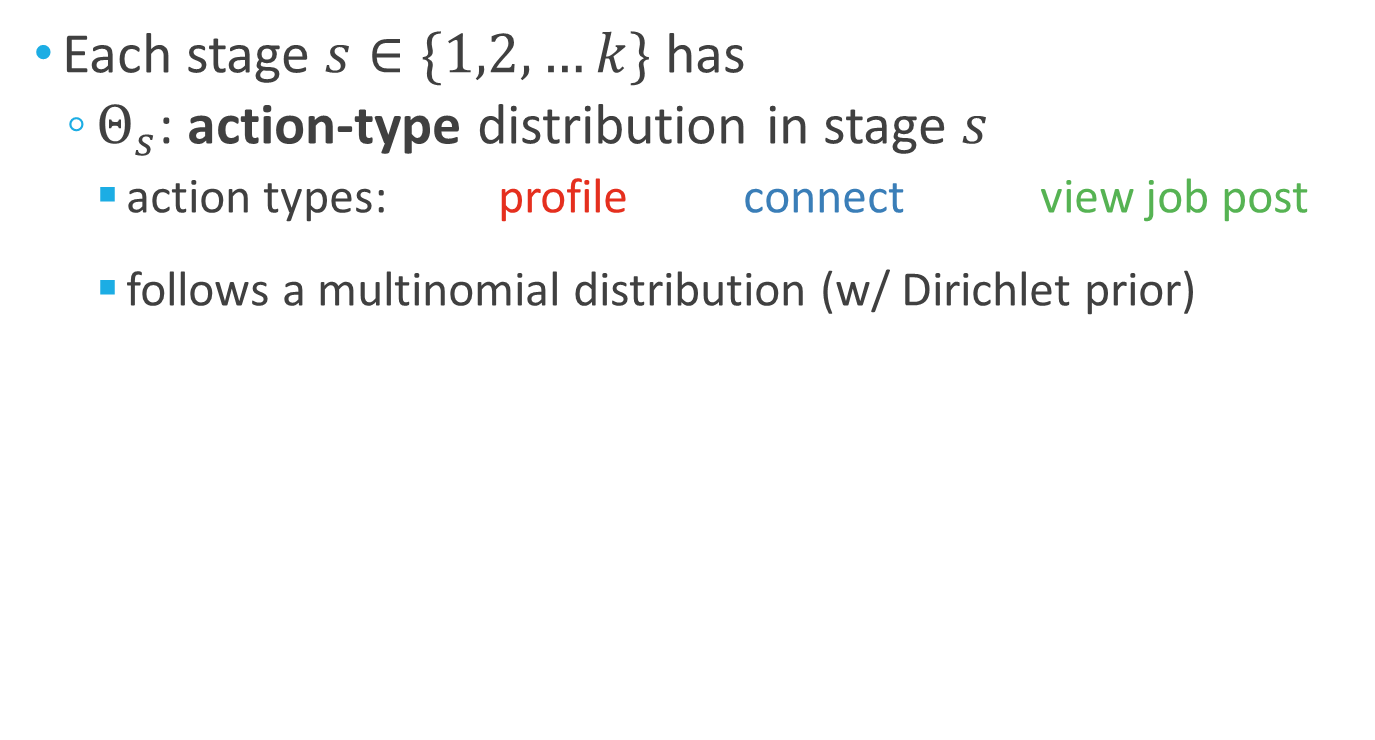 • Each stage 𝑠 ∈ {1,2, … 𝑘} has
◦ Θₛ: action-type distribution in stage 𝑠
▪ action types: profile connect view job post
▪ follows a multinomial distribution (w/ Dirichlet prior)